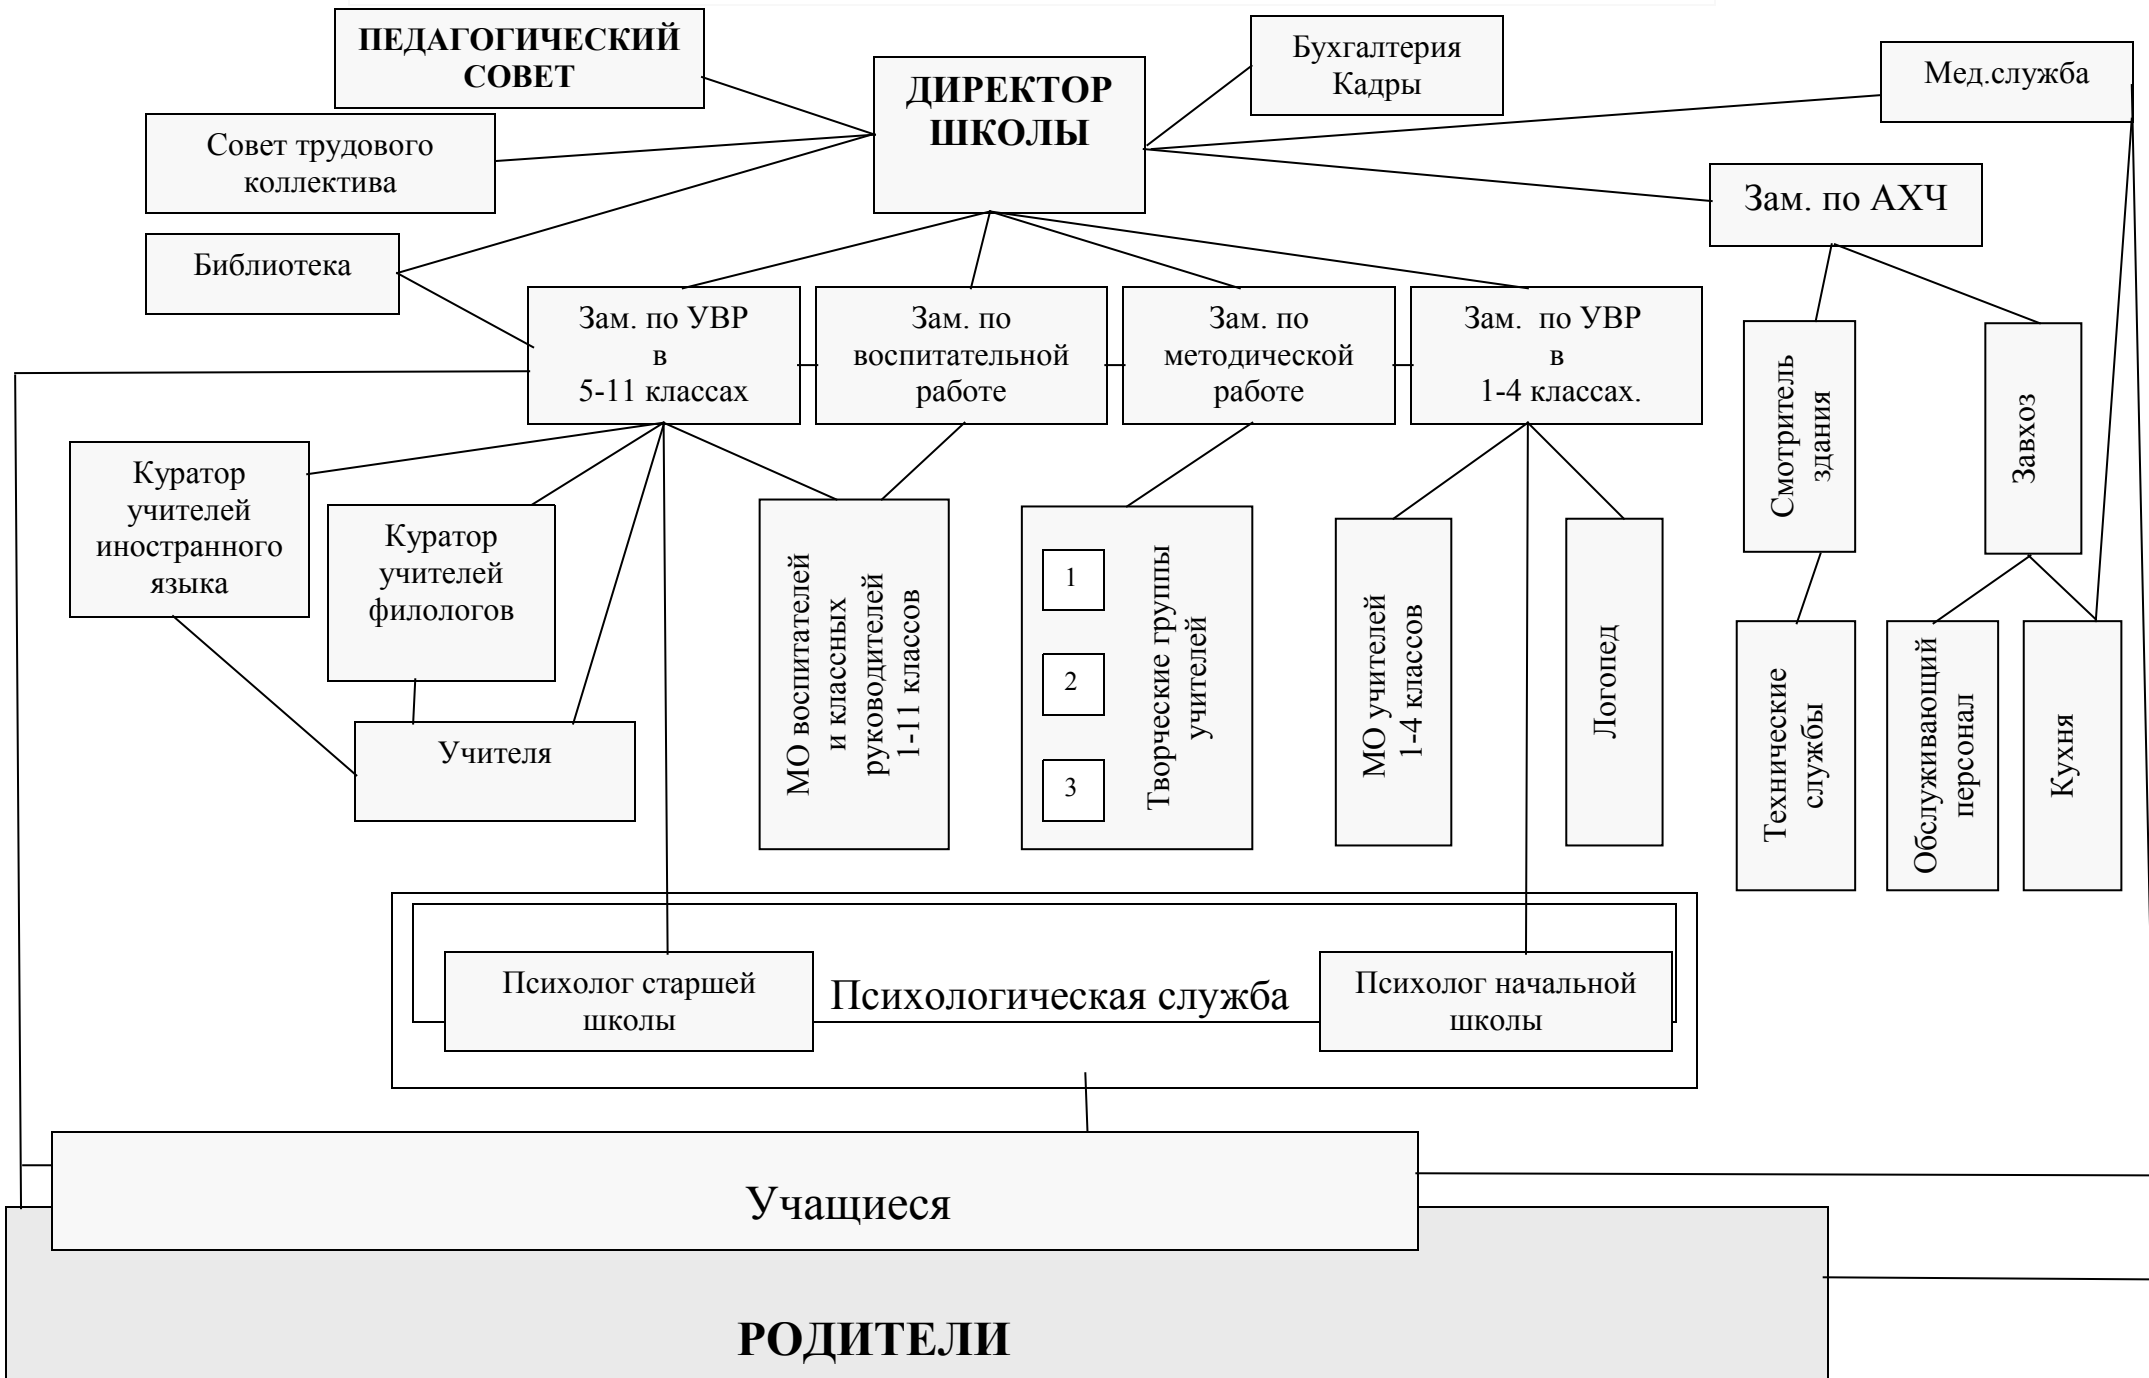 ПЕДАГОГИЧЕСКИЙ
СОВЕТ
ДИРЕКТОР
ШКОЛЫ
Бухгалтерия
Кадры
Мед.служба
Совет трудового
коллектива
Зам. по АХЧ
Библиотека
Зам. по УВР
в
5-11 классах
Зам. по
воспитательной
работе
Зам. по
методической
работе
Зам. по УВР
в
1-4 классах.
Смотритель
здания
Завхоз
Куратор
учителей
иностранного
языка
Куратор
учителей
филологов
Учителя
МО воспитателей
и классных
руководителей
1-11 классов
1
2
3
Творческие группы
учителей
МО учителей
1-4 классов
Логопед
Технические
службы
Обслуживающий
персонал
Кухня
Психолог старшей
школы
Психологическая служба
Психолог начальной
школы
Учащиеся
РОДИТЕЛИ